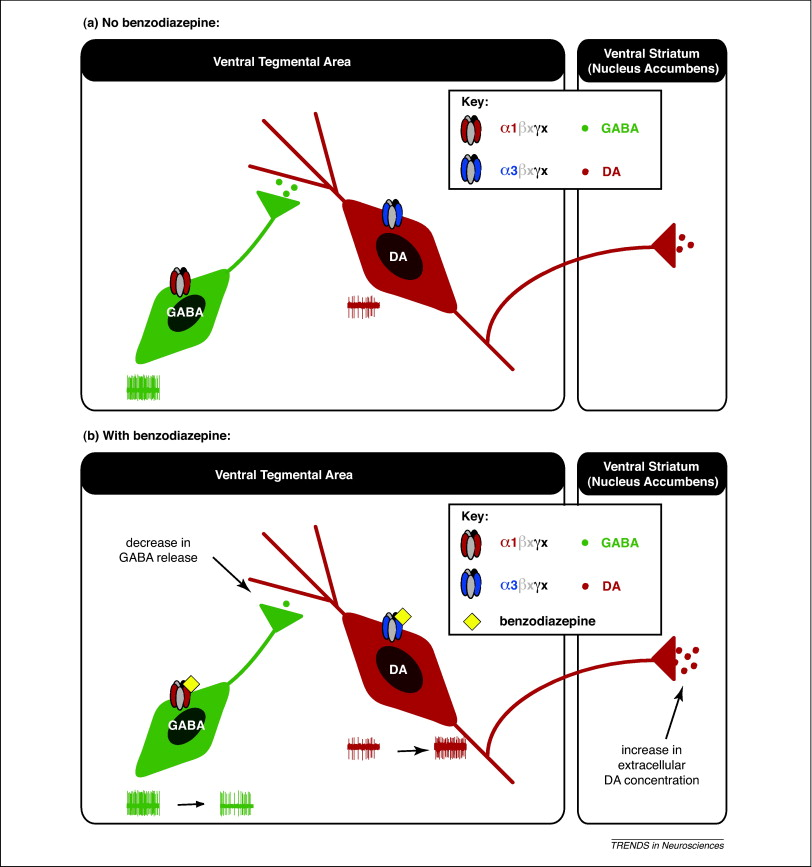 (a) No benzodiazepine:
Ventral Tegmental Area
Ventral Striatum
(Nucleus Accumbens)
Key:
α1βxγx
GABA
α3βxγx
DA
DA
GABA
(b) With benzodiazepine:
Ventral Tegmental Area
Ventral Striatum
(Nucleus Accumbens)
Key:
α1βxγx
GABA
α3βxγx
DA
benzodiazepine
decrease in
GABA release
DA
GABA
increase in
extracellular
DA concentration
TRENDS in Neurosciences